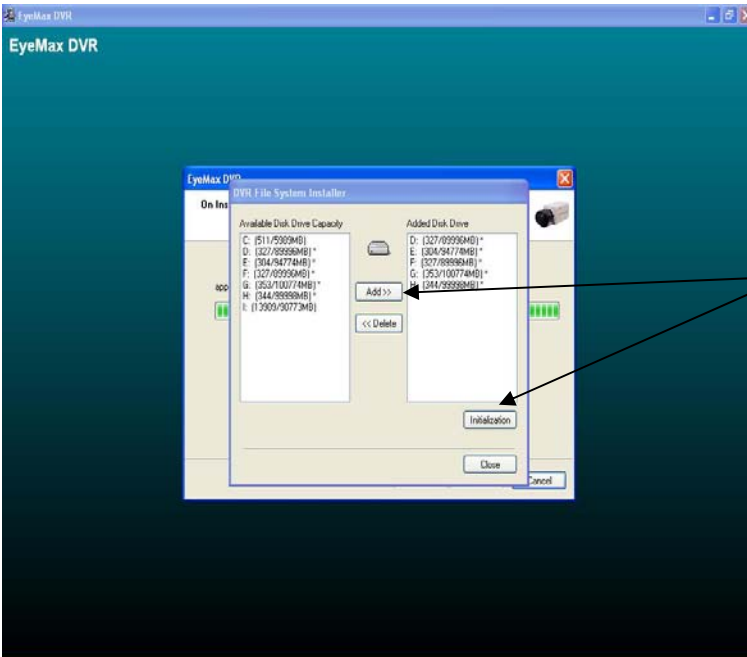 EyeMax DVR
EyeMax DVR
EyeMax DVR
DVR File System Installer
On Ins
Available Disk Drive Capacity
Added Disk Drive
C: (511/5989MB)
D: (327/89996MB)*
E: (304/94774MB)*
F: (327/89996MB)*
G: (353/100774MB)*
H: (344/99998MB)*
I: (13909/90773MB)
D: (327/89996MB)*
E: (304/94774MB)*
F: (327/89996MB)*
G: (353/100774MB)*
H: (344/99998MB)*
app
Add >>
<< Delete
Initialization
Close
Cancel